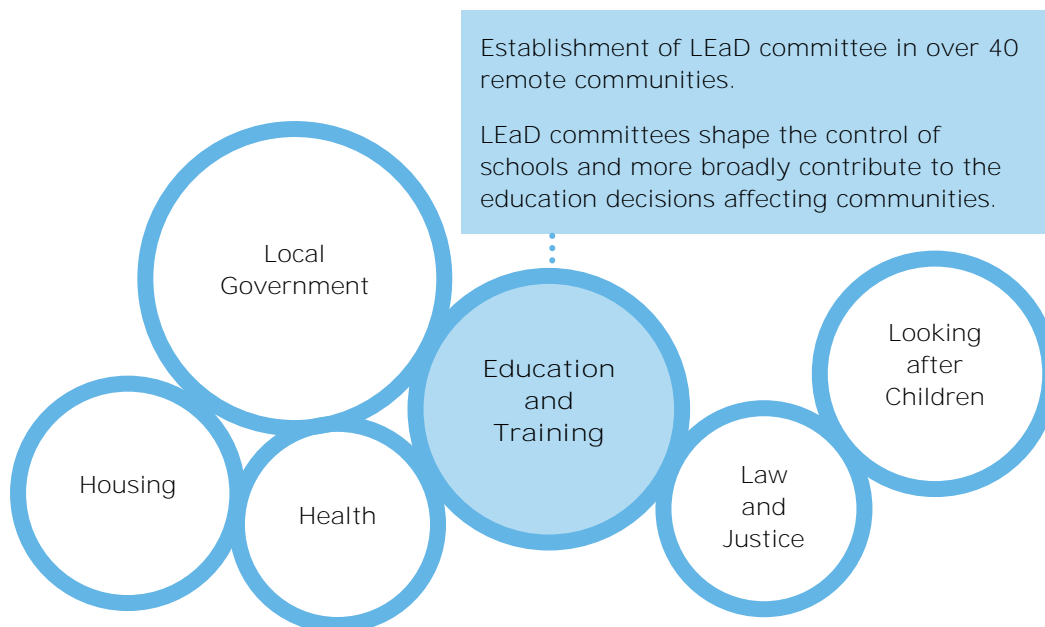 Establishment of LEaD committee in over 40
remote communities.
LEaD committees shape the control of
schools and more broadly contribute to the
education decisions affecting communities.
Local
Government
Education
and
Training
Looking
after
Children
Housing
Health
Law
and
Justice